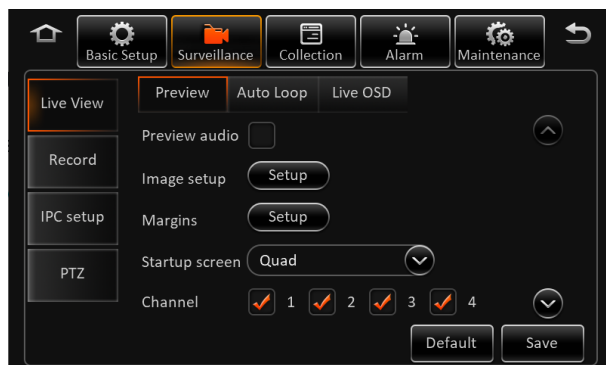 Basic Setup Surveillance Collection Alarm Maintenance
Live View Preview Auto Loop Live OSD
Preview audio
Record
Image setup Setup
IPC setup Margins Setup
Startup screen Quad
PTZ
Channel 1 2 3 4
Default Save